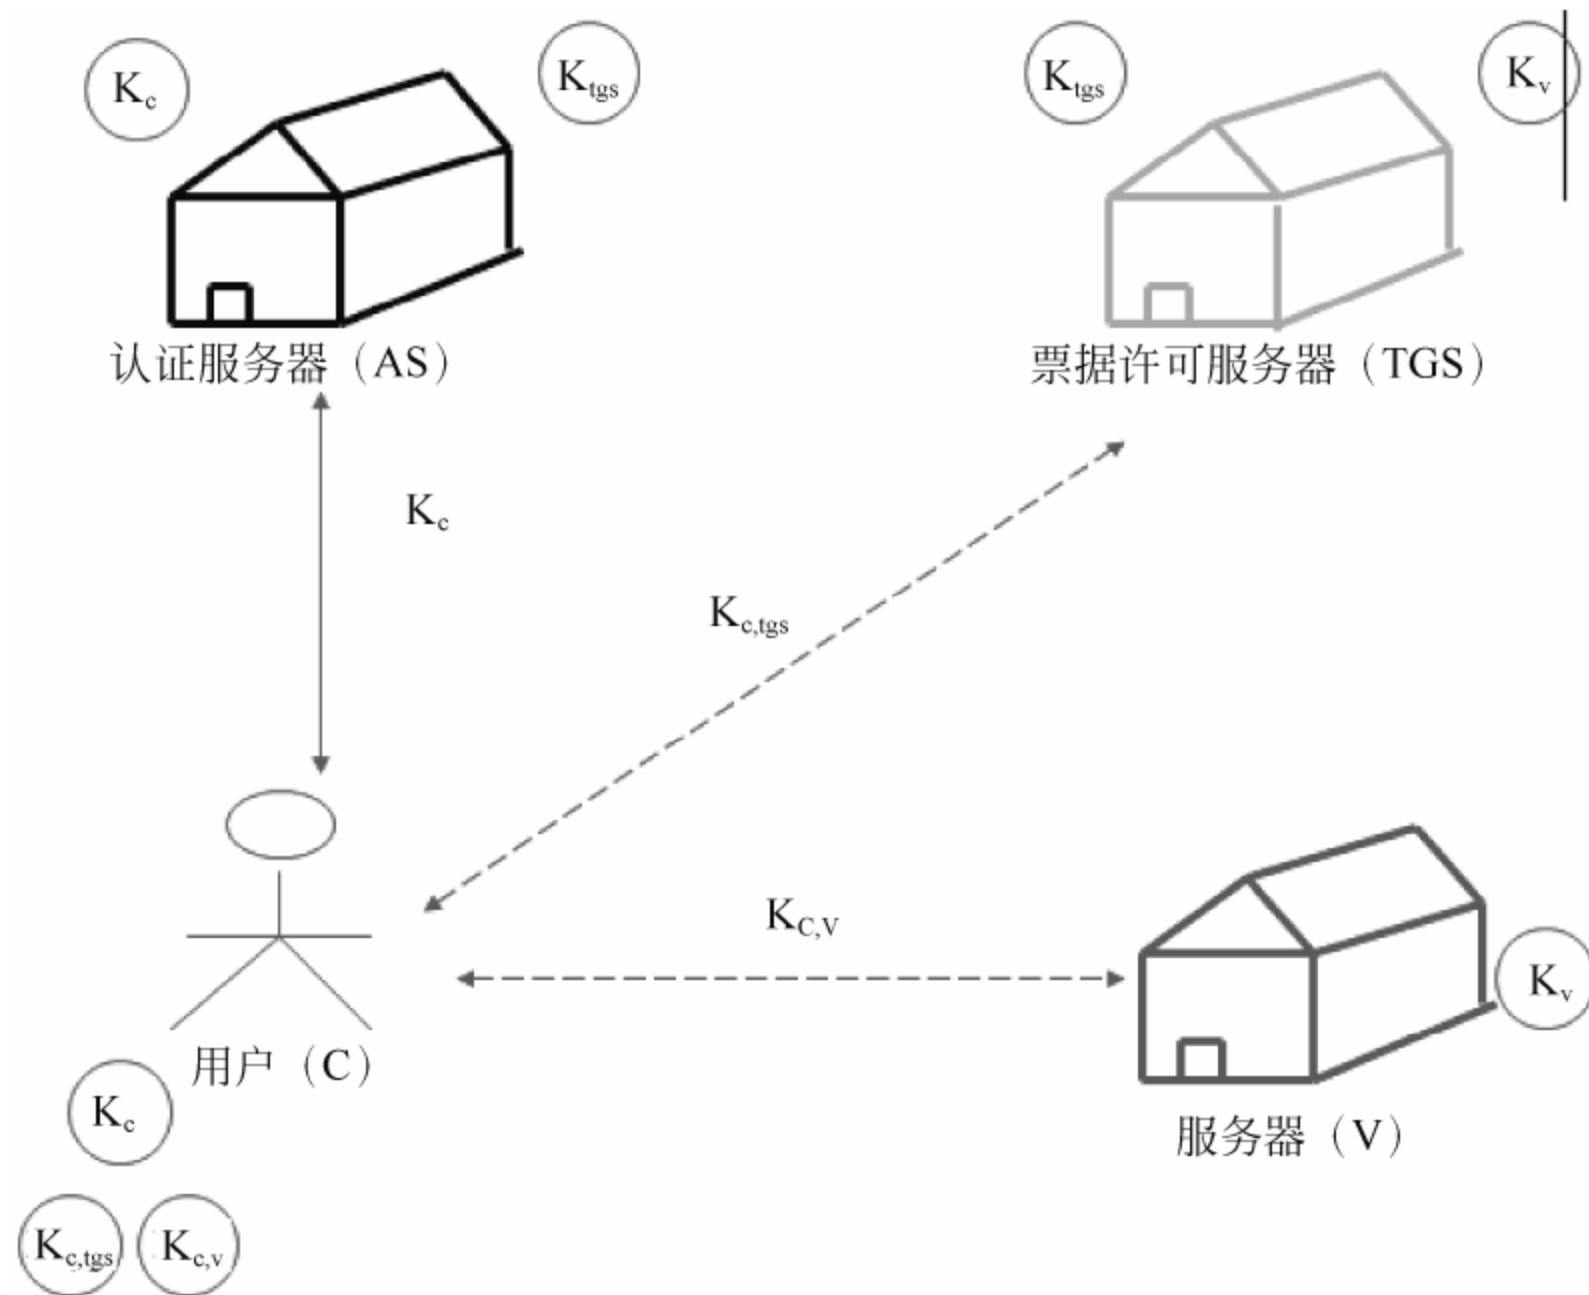 Kc
Ktgs
Ktgs
Kv
认证服务器（AS）
票据许可服务器（TGS）
Kc
Kc,tgs
KC,V
Kv
用户（C）
Kc
服务器（V）
Kc,tgs
Kc,v